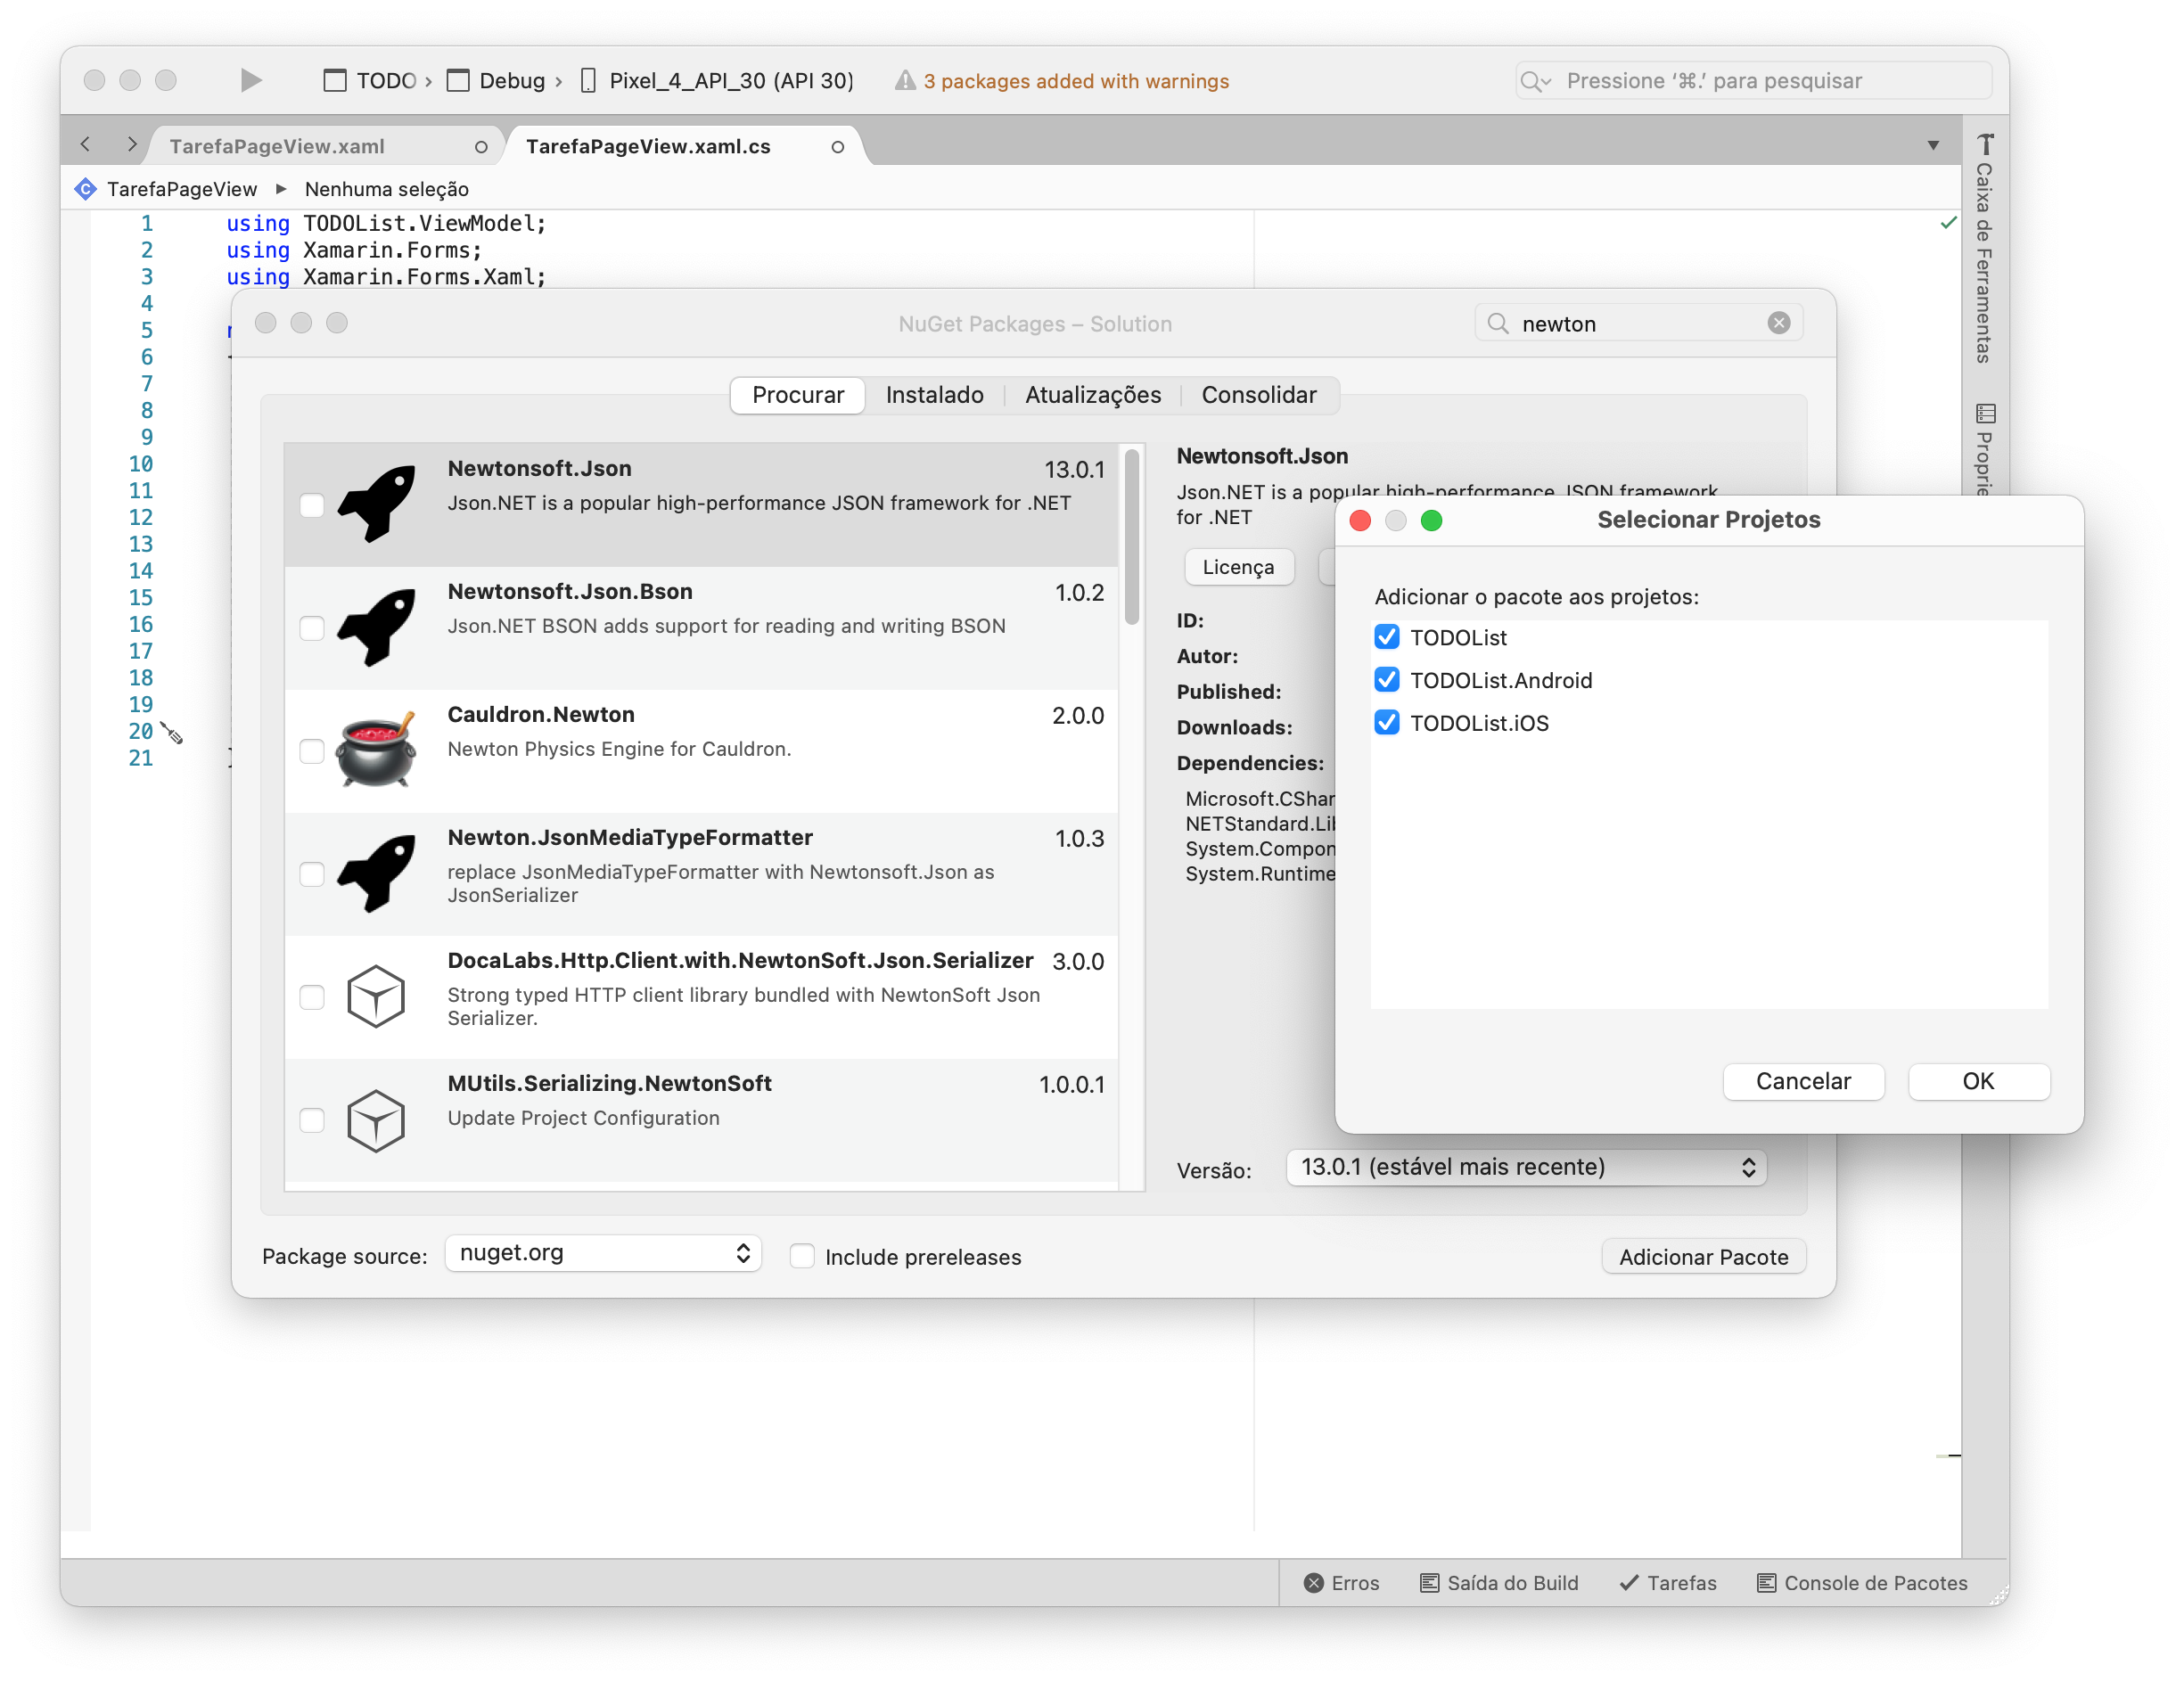 TODO › Debug › Pixel_4_API_30 (API 30)
3 packages added with warnings
Pressione ‘⌘.’ para pesquisar
TarefaPageView.xaml
TarefaPageView.xaml.cs
TarefaPageView ▸ Nenhuma seleção
Caixa de Ferramentas
Proprie
1 using TODOList.ViewModel;
2 using Xamarin.Forms;
3 using Xamarin.Forms.Xaml;
4
5
6
7
8
9
10
11
12
13
14
15
16
17
18
19
20
21
NuGet Packages – Solution
newton
Procurar
Instalado
Atualizações
Consolidar
Newtonsoft.Json 13.0.1
Json.NET is a popular high-performance JSON framework for .NET
Newtonsoft.Json.Bson 1.0.2
Json.NET BSON adds support for reading and writing BSON
Cauldron.Newton 2.0.0
Newton Physics Engine for Cauldron.
Newton.JsonMediaTypeFormatter 1.0.3
replace JsonMediaTypeFormatter with Newtonsoft.Json as
JsonSerializer
DocaLabs.Http.Client.with.NewtonSoft.Json.Serializer 3.0.0
Strong typed HTTP client library bundled with NewtonSoft Json
Serializer.
MUtils.Serializing.NewtonSoft 1.0.0.1
Update Project Configuration
Newtonsoft.Json
Json.NET is a popular high-performance JSON framework
for .NET
Licença
ID:
Autor:
Published:
Downloads:
Dependencies:
Microsoft.CShar
NETStandard.Lib
System.Compon
System.Runtime
Versão: 13.0.1 (estável mais recente)
Package source: nuget.org
Include prereleases
Adicionar Pacote
Selecionar Projetos
Adicionar o pacote aos projetos:
TODOList
TODOList.Android
TODOList.iOS
Cancelar
OK
Erros
Saída do Build
Tarefas
Console de Pacotes